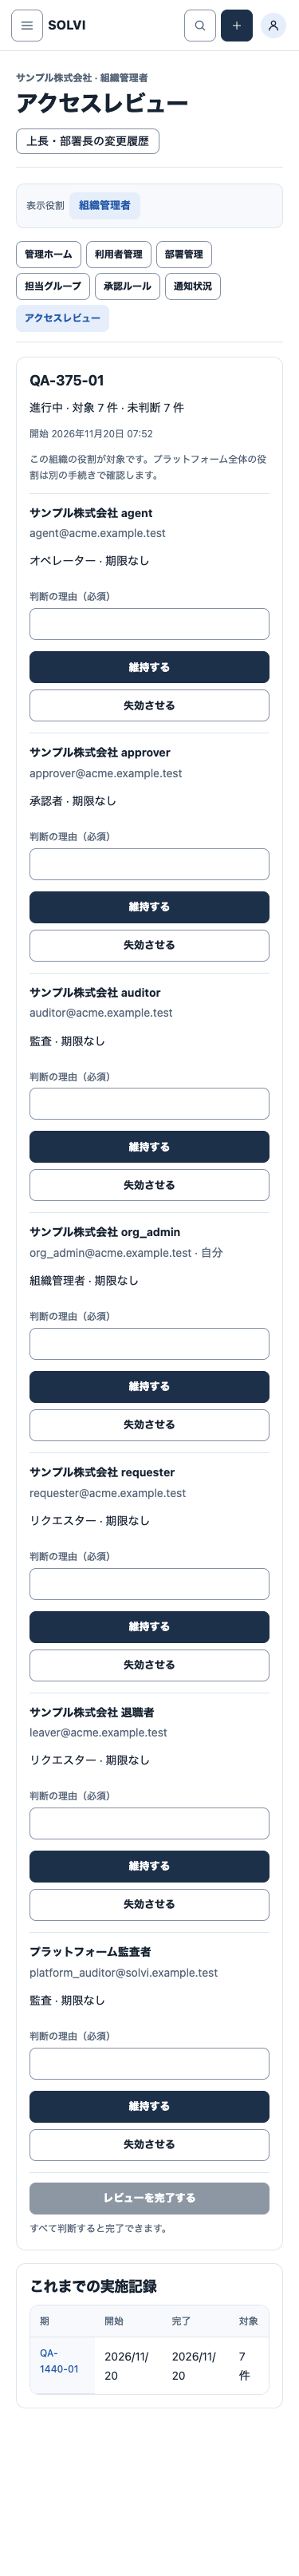 SOLVI
サンプル株式会社 · 組織管理者
アクセスレビュー
上長・部署長の変更履歴
表示役割 組織管理者
管理ホーム 利用者管理 部署管理
担当グループ 承認ルール 通知状況
アクセスレビュー
QA-375-01
進行中 · 対象 7 件 · 未判断 7 件
開始 2026年11月20日 07:52
この組織の役割が対象です。プラットフォーム全体の役
割は別の手続きで確認します。
サンプル株式会社 agent
agent@acme.example.test
オペレーター · 期限なし
判断の理由（必須）
維持する
失効させる
サンプル株式会社 approver
approver@acme.example.test
承認者 · 期限なし
判断の理由（必須）
維持する
失効させる
サンプル株式会社 auditor
auditor@acme.example.test
監査 · 期限なし
判断の理由（必須）
維持する
失効させる
サンプル株式会社 org_admin
org_admin@acme.example.test · 自分
組織管理者 · 期限なし
判断の理由（必須）
維持する
失効させる
サンプル株式会社 requester
requester@acme.example.test
リクエスター · 期限なし
判断の理由（必須）
維持する
失効させる
サンプル株式会社 退職者
leaver@acme.example.test
リクエスター · 期限なし
判断の理由（必須）
維持する
失効させる
プラットフォーム監査者
platform_auditor@solvi.example.test
監査 · 期限なし
判断の理由（必須）
維持する
失効させる
レビューを完了する
すべて判断すると完了できます。
これまでの実施記録
期 開始 完了 対象
QA-1440-01 2026/11/20 2026/11/20 7件